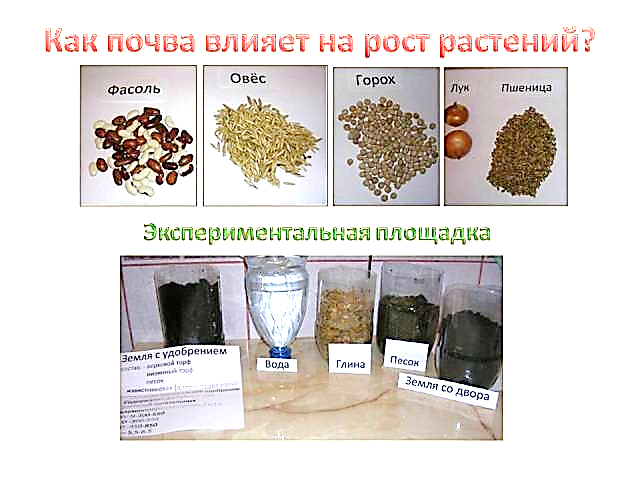 Как почва влияет на рост растений?
Фасоль
Овёс
Горох
Лук
Пшеница
Экспериментальная площадка
Земля с удобрением
верховой торф
низинный торф
песок
Вода
Глина
Песок
Земля со двора